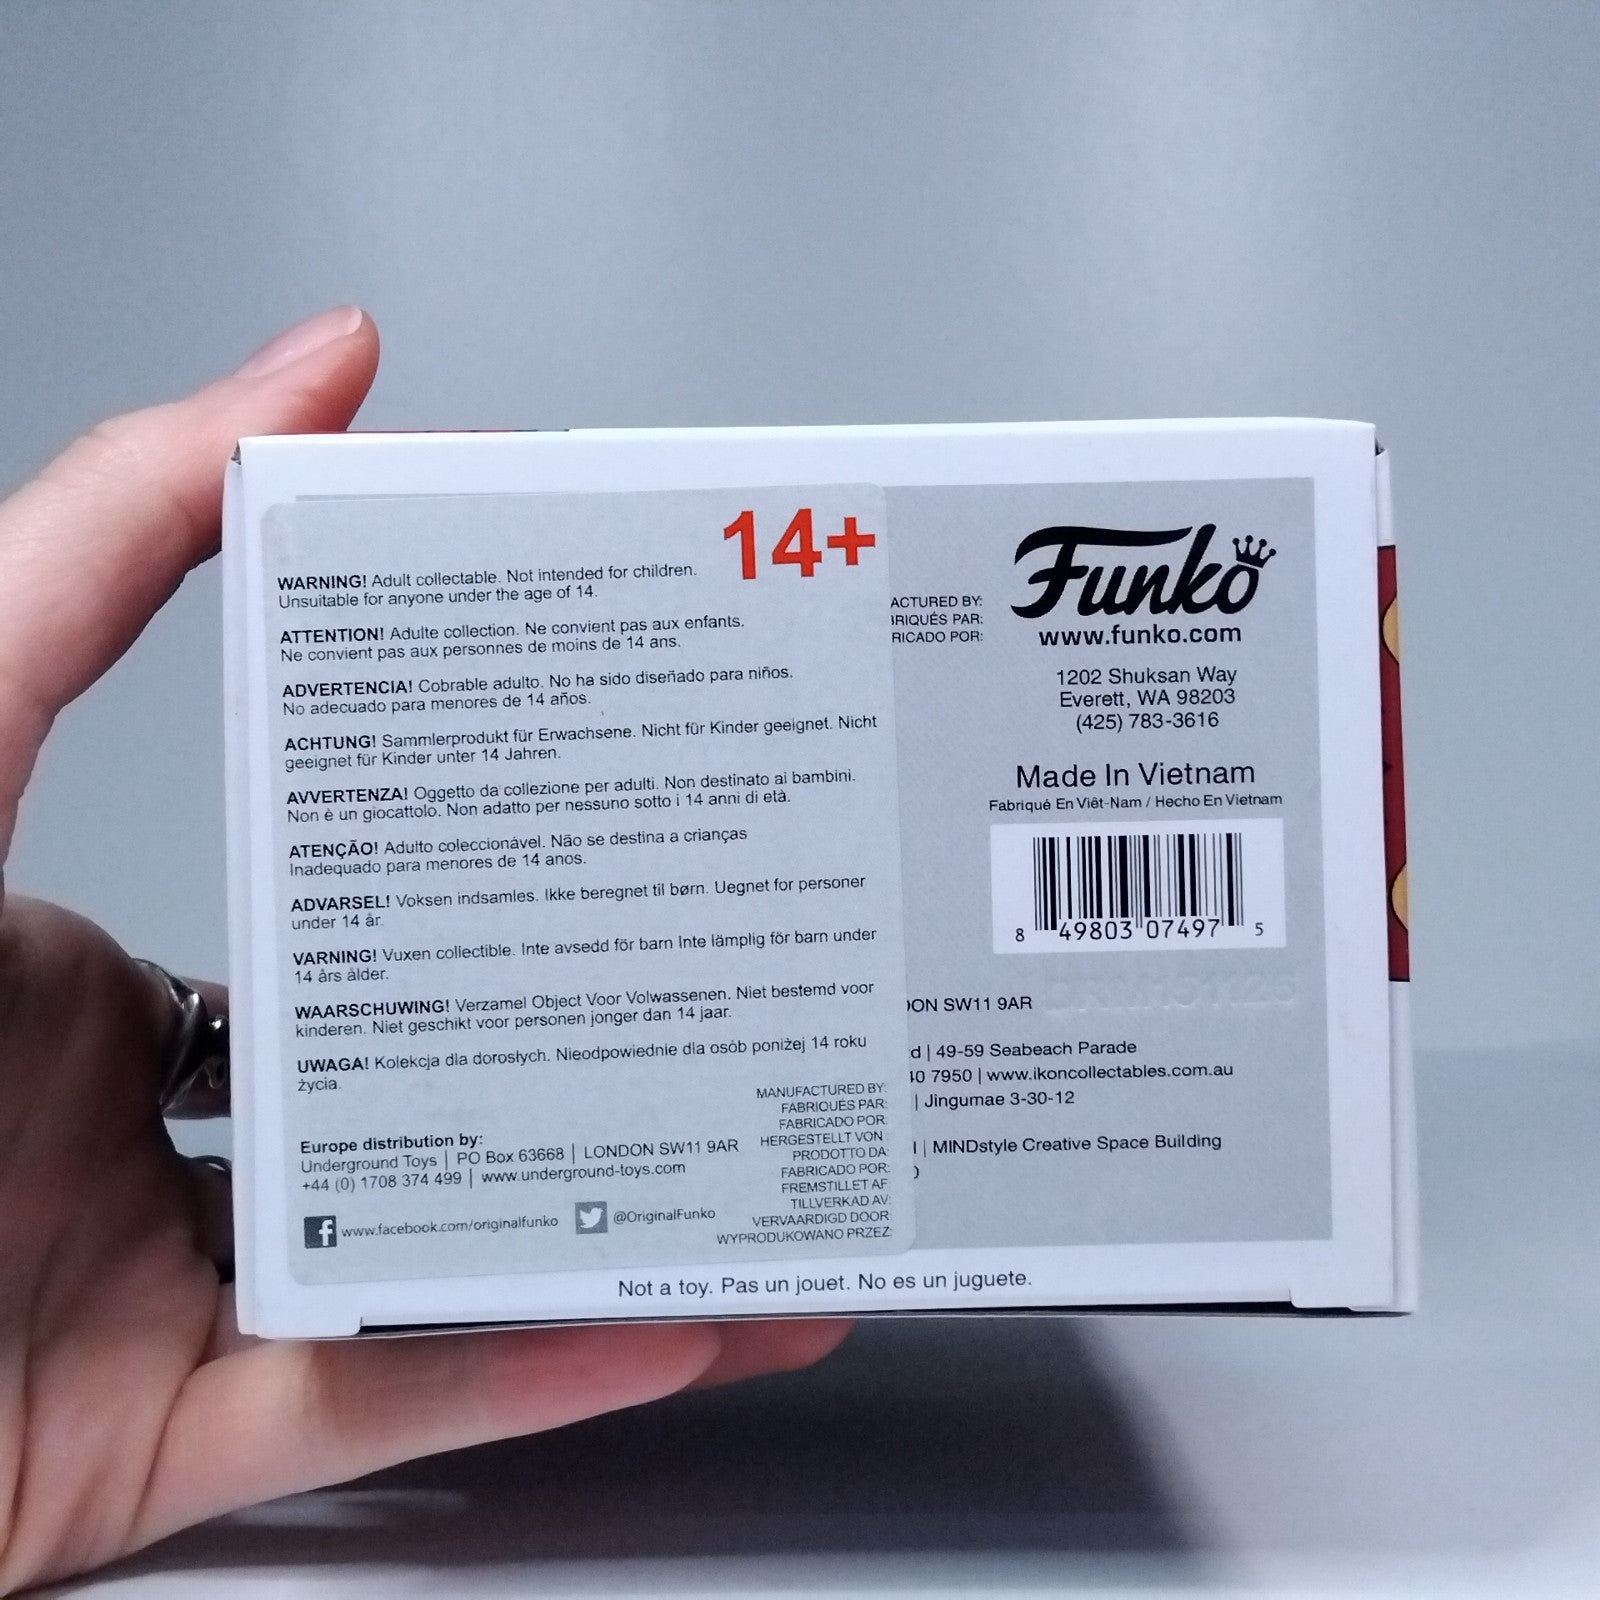 14+
WARNING! Adult collectable. Not intended for children.
Unsuitable for anyone under the age of 14.
ATTENTION! Adulte collection. Ne convient pas aux enfants.
Ne convient pas aux personnes de moins de 14 ans.
ADVERTENCIA! Cobrable adulto. No ha sido diseñado para niños.
No adecuado para menores de 14 años.
ACHTUNG! Sammlerprodukt für Erwachsene. Nicht für Kinder geeignet. Nicht
geeignet für Kinder unter 14 Jahren.
AVVERTENZA! Oggetto da collezione per adulti. Non destinato ai bambini.
Non è un giocattolo. Non adatto per nessuno sotto i 14 anni di età.
ATENÇÃO! Adulto coleccionável. Não se destina a crianças
Inadequado para menores de 14 anos.
ADVARSEL! Voksen indsamles. Ikke beregnet til børn. Uegnet for personer
under 14 år.
VARNING! Vuxen collectible. Inte avsedd för barn Inte lämplig för barn under
14 års ålder.
WAARSCHUWING! Verzamel Object Voor Volwassenen. Niet bestemd voor
kinderen. Niet geschikt voor personen jonger dan 14 jaar.
UWAGA! Kolekcja dla dorosłych. Nieodpowiednie dla osób poniżej 14 roku
życia.
Europe distribution by:
Underground Toys | PO Box 63668 | LONDON SW11 9AR
+44 (0) 1708 374 499 | www.underground-toys.com
www.facebook.com/originalfunko @OriginalFunko
MANUFACTURED BY:
FABRIQUÉS PAR:
FABRICADO POR:
HERGESTELLT VON:
PRODOTTO DA:
FABRICADO POR:
FREMSTILLET AF:
TILLVERKAD AV:
VERVAARDIGD DOOR:
WYPRODUKOWANO PRZEZ:
ACTURED BY:
RIQUÉS PAR:
RICADO POR:
Funko
www.funko.com
1202 Shuksan Way
Everett, WA 98203
(425) 783-3616
Made In Vietnam
Fabriqué En Viêt-Nam / Hecho En Vietnam
8 49803 07497 5
ON SW11 9AR
d | 49-59 Seabeach Parade
40 7950 | www.ikoncollectables.com.au
| Jingumae 3-30-12
| MINDstyle Creative Space Building
Not a toy. Pas un jouet. No es un juguete.